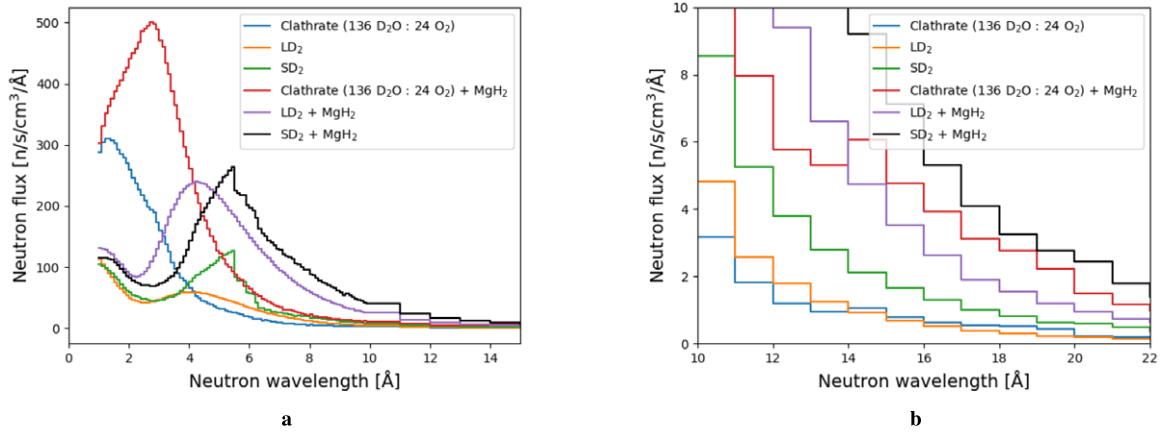 500
400
300
200
100
0
Neutron flux [n/s/cm³/Å]
0 2 4 6 8 10 12 14
Neutron wavelength [Å]
Clathrate (136 D₂O : 24 O₂)
LD₂
SD₂
Clathrate (136 D₂O : 24 O₂) + MgH₂
LD₂ + MgH₂
SD₂ + MgH₂
a
10
8
6
4
2
0
Neutron flux [n/s/cm³/Å]
10 12 14 16 18 20 22
Neutron wavelength [Å]
Clathrate (136 D₂O : 24 O₂)
LD₂
SD₂
Clathrate (136 D₂O : 24 O₂) + MgH₂
LD₂ + MgH₂
SD₂ + MgH₂
b